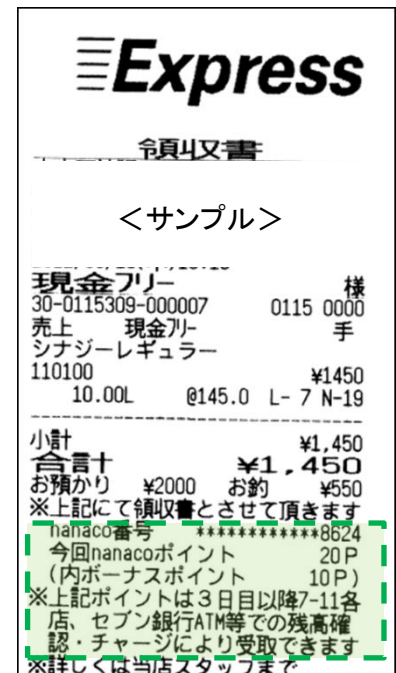 Express
領収書
＜サンプル＞
現金フリー 様
30-0115309-000007 0115 0000
売上 現金フリー 手
シナジーレギュラー
110100 ¥1450
10.00L @145.0 L- 7 N-19
小計 ¥1,450
合計 ¥1,450
お預かり ¥2000 お釣 ¥550
※上記にて領収書とさせて頂きます
nanaco番号 ************8624
今回nanacoポイント 20P
(内ボーナスポイント 10P)
※上記ポイントは3日目以降7-11各
店、セブン銀行ATM等での残高確
認・チャージにより受取できます
※詳しくは当店スタッフまで